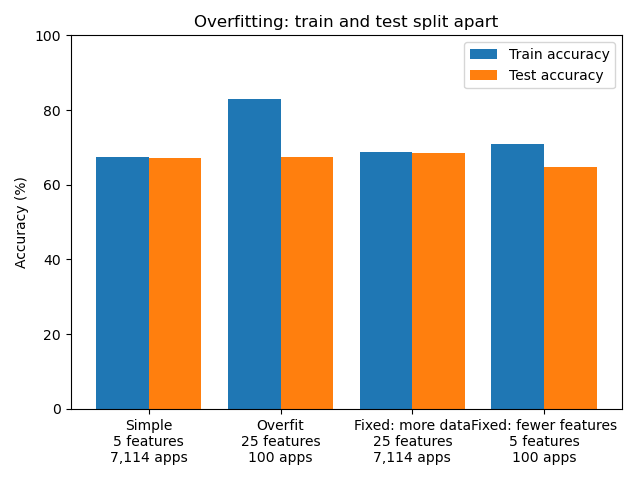 Overfitting: train and test split apart
Train accuracy
Test accuracy
Accuracy (%)
100
80
60
40
20
0
Simple
5 features
7,114 apps
Overfit
25 features
100 apps
Fixed: more data
25 features
7,114 apps
Fixed: fewer features
5 features
100 apps